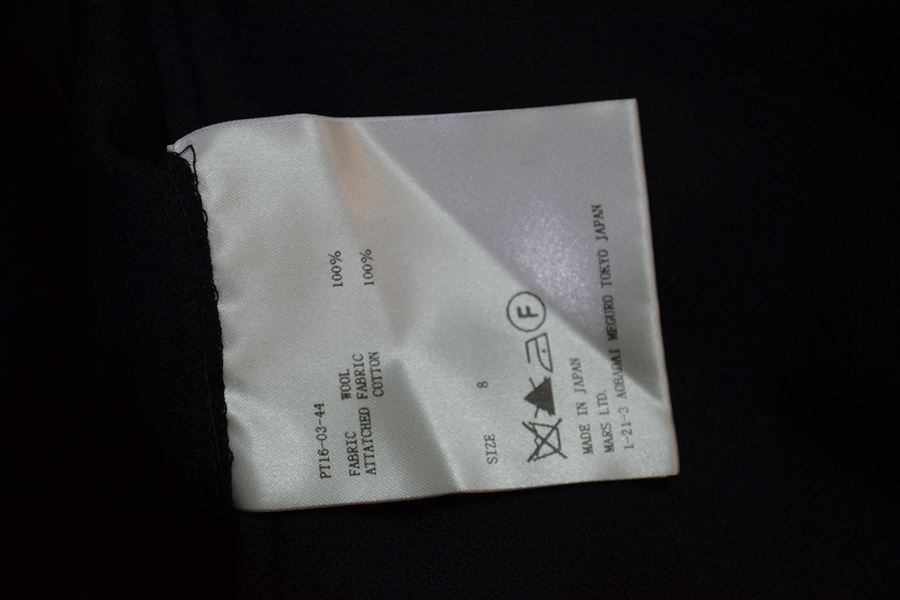 PT16-03-44
FABRIC WOOL 100%
ATTATCHED FABRIC
COTTON 100%
SIZE 8
F
MADE IN JAPAN
MARS LTD.
1-21-3 AOBADAI MEGURO TOKYO JAPAN